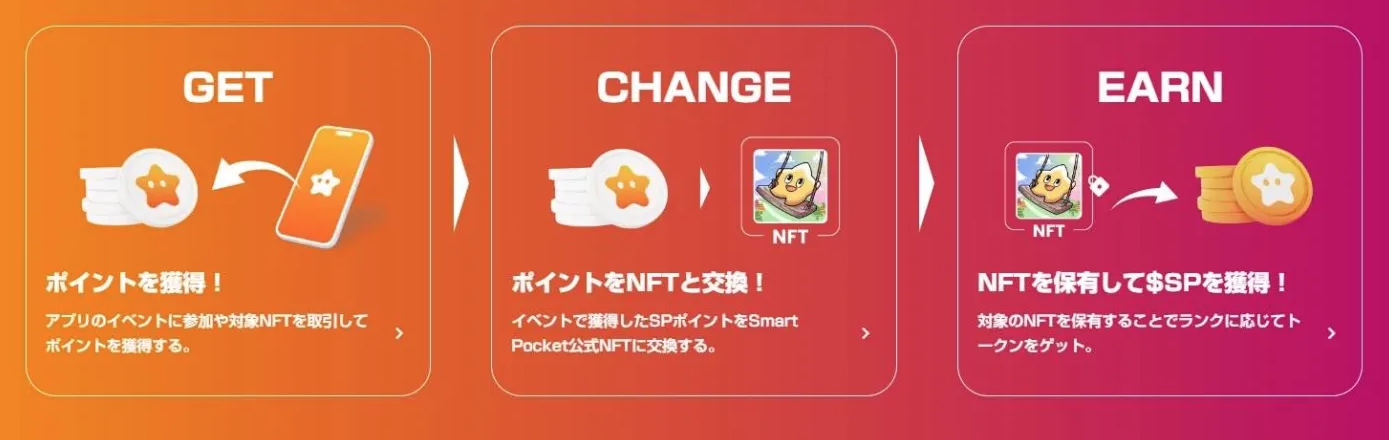 GET
ポイントを獲得！
アプリのイベントに参加や対象NFTを取引して
ポイントを獲得する。
CHANGE
NFT
ポイントをNFTと交換！
イベントで獲得したSPポイントをSmart
Pocket公式NFTに交換する。
EARN
NFT
NFTを保有して$SPを獲得！
対象のNFTを保有することでランクに応じてト
ークンをゲット。